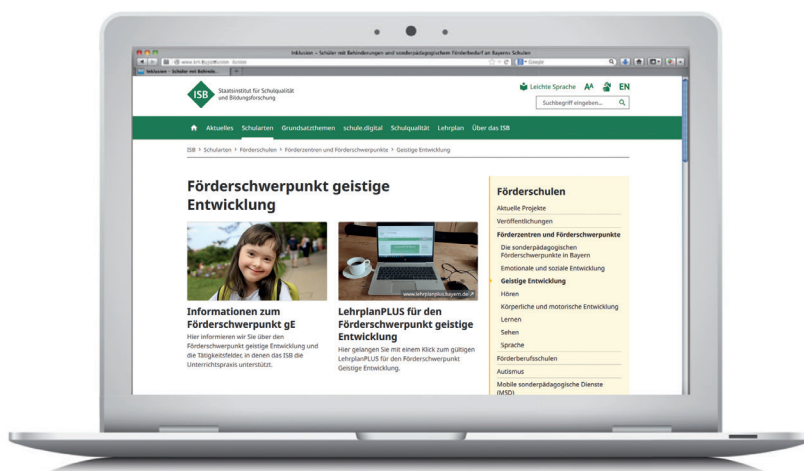 Inklusion – Schüler mit Behinderungen und sonderpädagogischem Förderbedarf an Bayerns Schulen
Google
Inklusion – Schüler mit Behinde...
Leichte Sprache AA EN
ISB Staatsinstitut für Schulqualität
und Bildungsforschung
Suchbegriff eingeben...
Aktuelles Schularten Grundsatzthemen schule.digital Schulqualität Lehrplan Über das ISB
ISB > Schularten > Förderschulen > Förderzentren und Förderschwerpunkte > Geistige Entwicklung
Förderschwerpunkt geistige
Entwicklung
www.lehrplanplus.bayern.de
Informationen zum
Förderschwerpunkt gE
Hier informieren wir Sie über den
Förderschwerpunkt geistige Entwicklung und
die Tätigkeitsfelder, in denen das ISB die
Unterrichtspraxis unterstützt.
LehrplanPLUS für den
Förderschwerpunkt geistige
Entwicklung
Hier gelangen Sie mit einem Klick zum gültigen
LehrplanPLUS für den Förderschwerpunkt
Geistige Entwicklung.
Förderschulen
Aktuelle Projekte
Veröffentlichungen
Förderzentren und Förderschwerpunkte
Die sonderpädagogischen
Förderschwerpunkte in Bayern
Emotionale und soziale Entwicklung
Geistige Entwicklung
Hören
Körperliche und motorische Entwicklung
Lernen
Sehen
Sprache
Förderberufsschulen
Autismus
Mobile sonderpädagogische Dienste
(MSD)